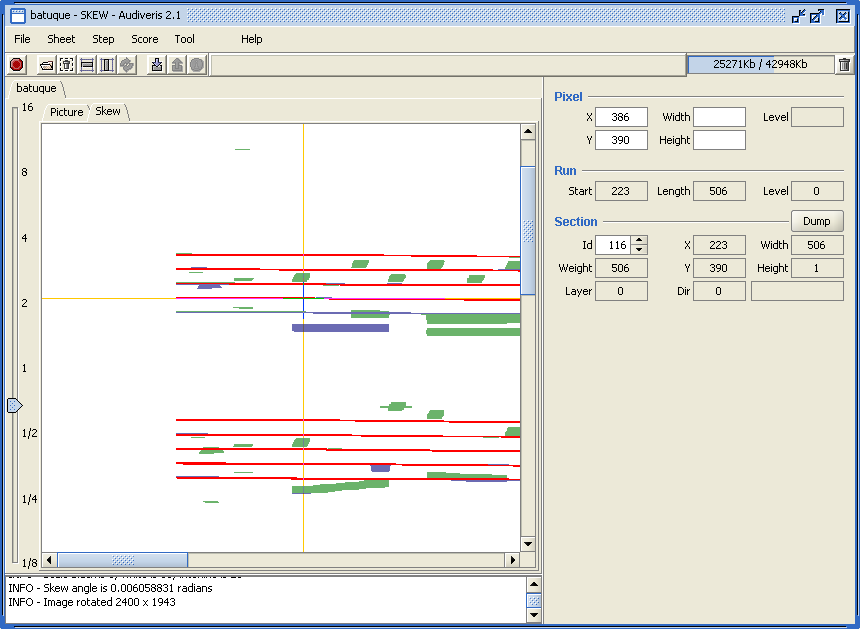 batuque - SKEW - Audiveris 2.1
File Sheet Step Score Tool Help
25271Kb / 42948Kb
batuque
Picture Skew
16
8
4
2
1
1/2
1/4
1/8
Pixel
X 386 Width Level
Y 390 Height
Run
Start 223 Length 506 Level 0
Section Dump
Id 116 X 223 Width 506
Weight 506 Y 390 Height 1
Layer 0 Dir 0
INFO - Skew angle is 0.006058831 radians
INFO - Image rotated 2400 x 1943